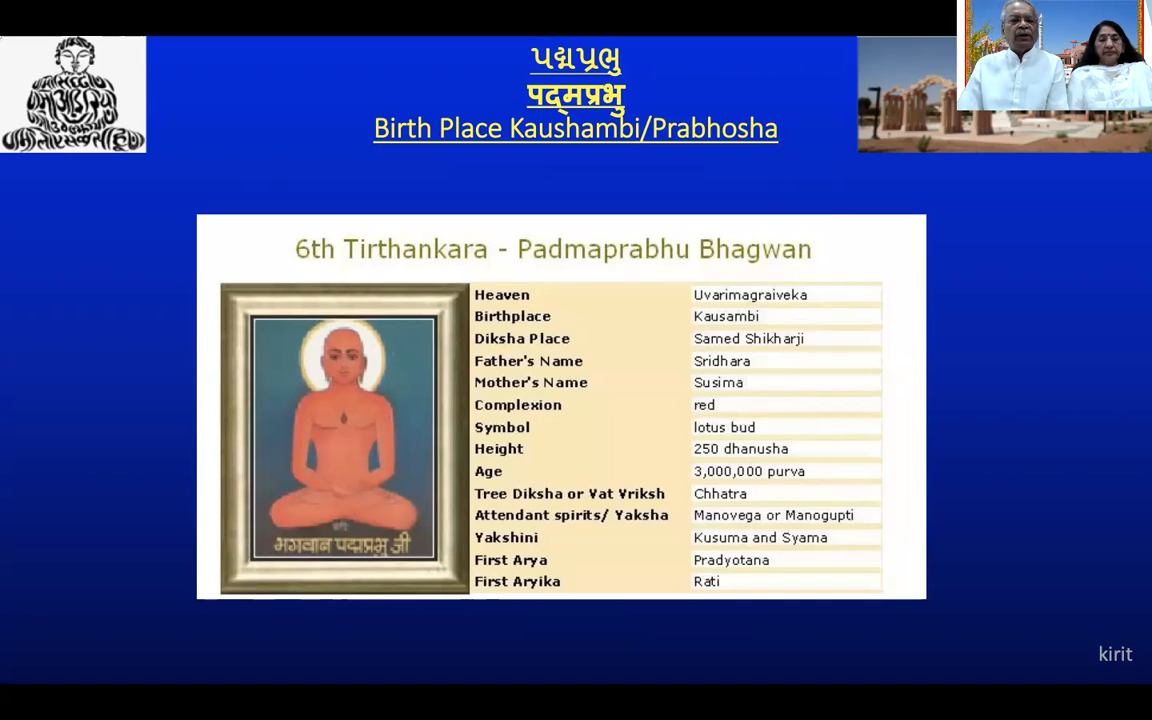 પદ્મપ્રભુ
पद्मप्रभु
Birth Place Kaushambi/Prabhosha
6th Tirthankara - Padmaprabhu Bhagwan
Heaven Uvarimagraiveka
Birthplace Kausambi
Diksha Place Samed Shikharji
Father's Name Sridhara
Mother's Name Susima
Complexion red
Symbol lotus bud
Height 250 dhanusha
Age 3,000,000 purva
Tree Diksha or Vat Vriksh Chhatra
Attendant spirits/ Yaksha Manovega or Manogupti
Yakshini Kusuma and Syama
First Arya Pradyotana
First Aryika Rati
भगवान पद्मप्रभु जी
kirit